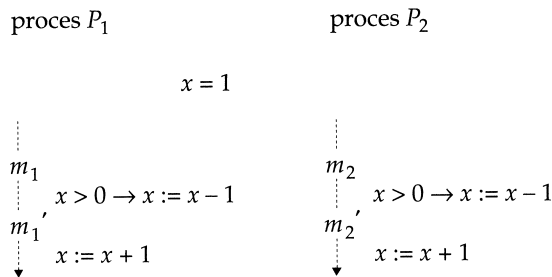 proces P₁
proces P₂
x = 1
m₁
x > 0 → x := x − 1
m₁′
x := x + 1
m₂
x > 0 → x := x − 1
m₂′
x := x + 1